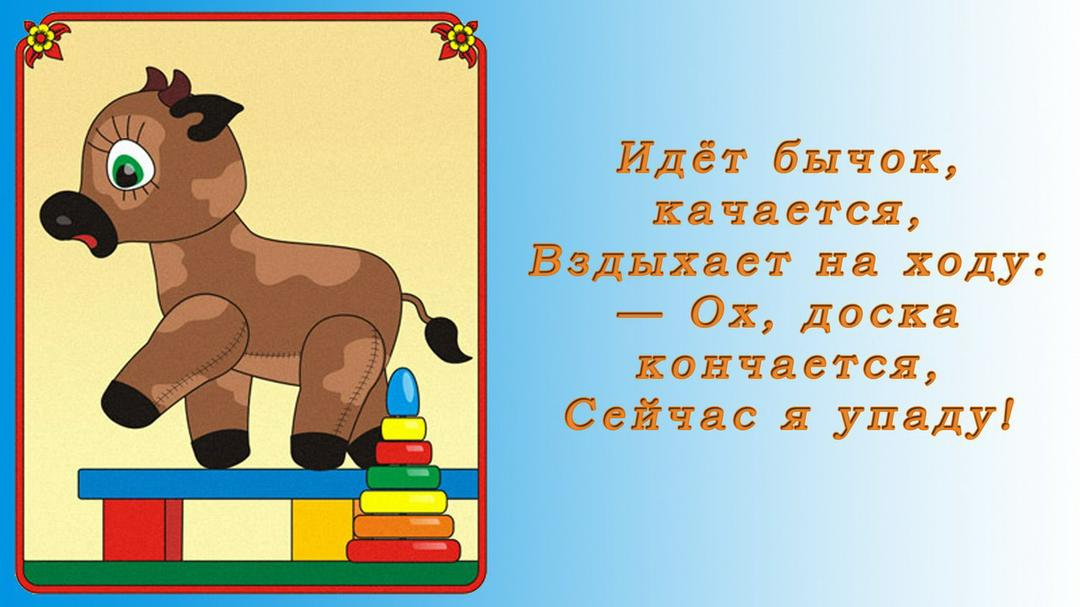 Идёт бычок,
качается,
Вздыхает на ходу:
— Ох, доска
кончается,
Сейчас я упаду!